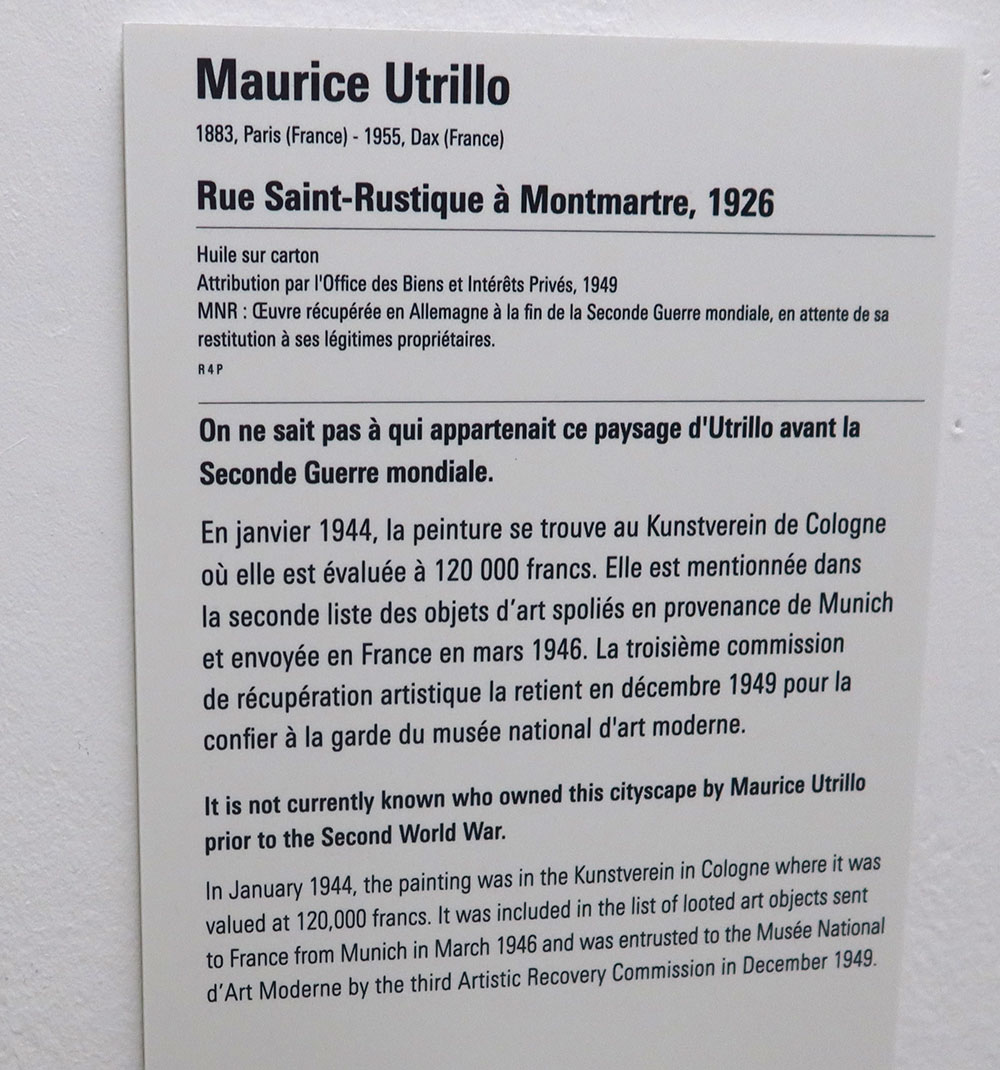 Maurice Utrillo
1883, Paris (France) - 1955, Dax (France)
Rue Saint-Rustique à Montmartre, 1926
Huile sur carton
Attribution par l'Office des Biens et Intérêts Privés, 1949
MNR : Œuvre récupérée en Allemagne à la fin de la Seconde Guerre mondiale, en attente de sa
restitution à ses légitimes propriétaires.
R 4 P
On ne sait pas à qui appartenait ce paysage d'Utrillo avant la
Seconde Guerre mondiale.
En janvier 1944, la peinture se trouve au Kunstverein de Cologne
où elle est évaluée à 120 000 francs. Elle est mentionnée dans
la seconde liste des objets d’art spoliés en provenance de Munich
et envoyée en France en mars 1946. La troisième commission
de récupération artistique la retient en décembre 1949 pour la
confier à la garde du musée national d'art moderne.
It is not currently known who owned this cityscape by Maurice Utrillo
prior to the Second World War.
In January 1944, the painting was in the Kunstverein in Cologne where it was
valued at 120,000 francs. It was included in the list of looted art objects sent
to France from Munich in March 1946 and was entrusted to the Musée National
d’Art Moderne by the third Artistic Recovery Commission in December 1949.